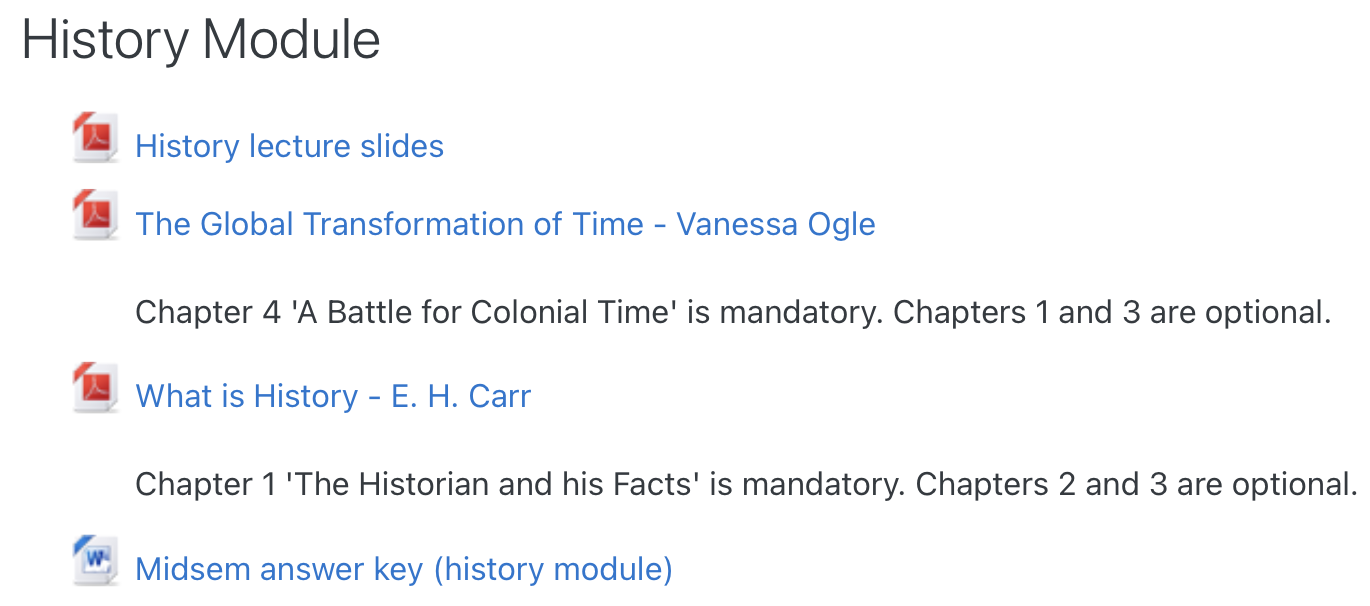 History Module
History lecture slides
The Global Transformation of Time - Vanessa Ogle
Chapter 4 'A Battle for Colonial Time' is mandatory. Chapters 1 and 3 are optional.
What is History - E. H. Carr
Chapter 1 'The Historian and his Facts' is mandatory. Chapters 2 and 3 are optional.
W
Midsem answer key (history module)